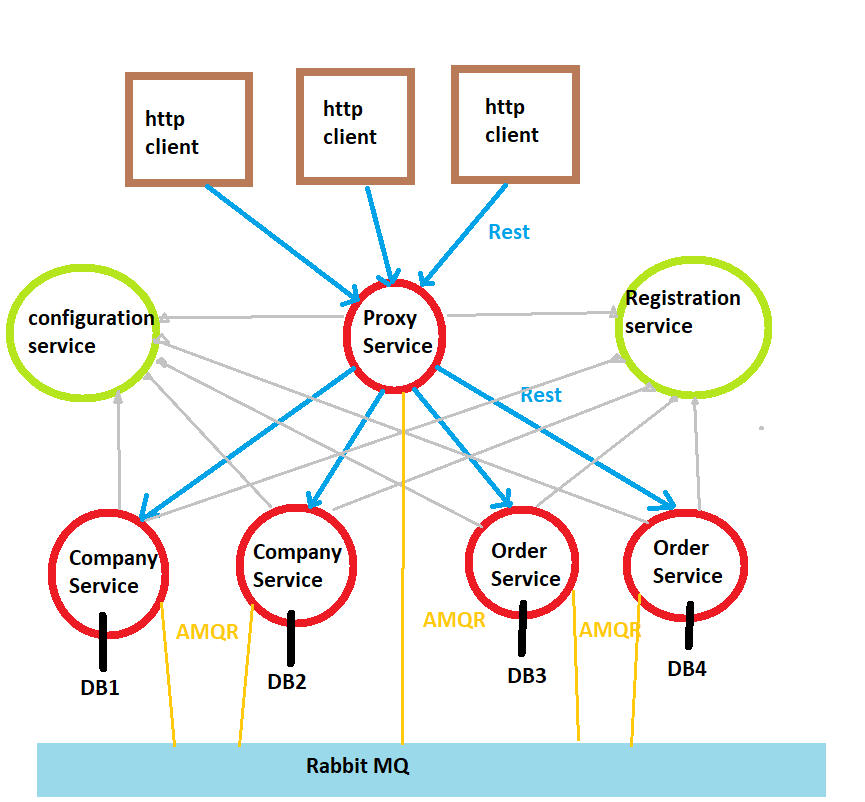 http
client
http
client
http
client
Rest
configuration
service
Proxy
Service
Registration
service
Rest
Company
Service
Company
Service
Order
Service
Order
Service
AMQR
AMQR
AMQR
DB1
DB2
DB3
DB4
Rabbit MQ